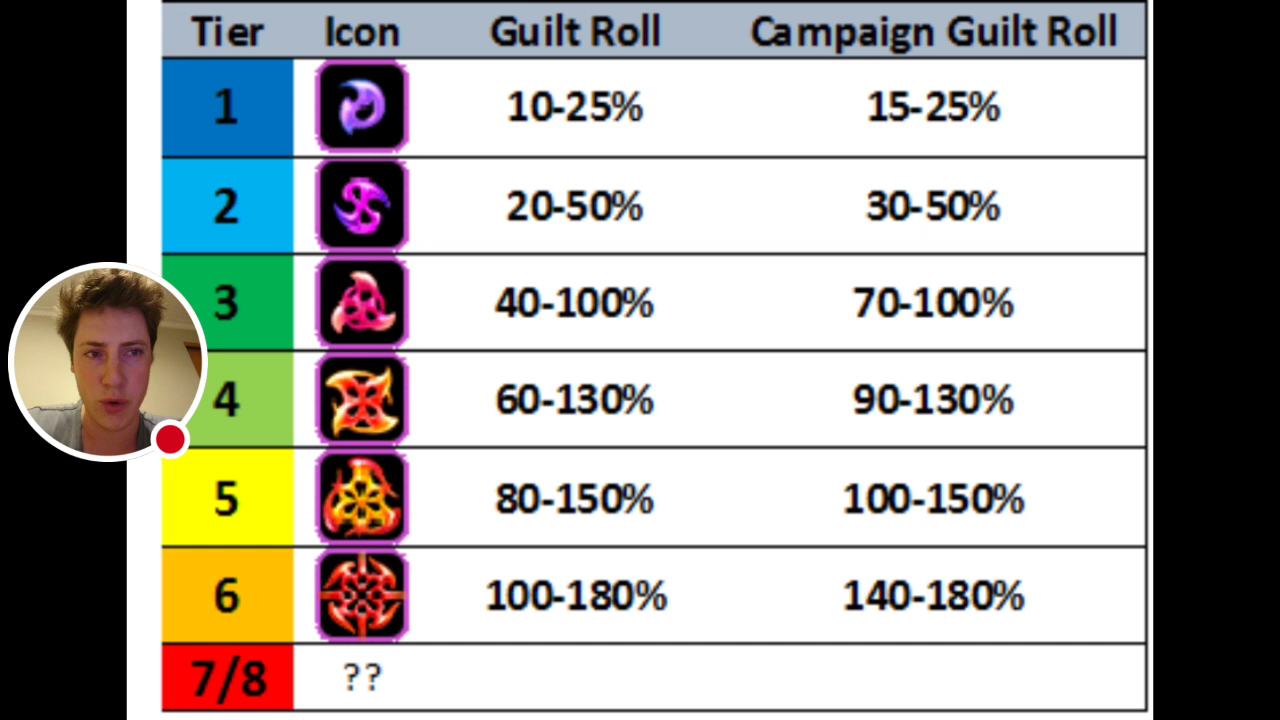 Tier Icon Guilt Roll Campaign Guilt Roll
1 10-25% 15-25%
2 20-50% 30-50%
3 40-100% 70-100%
4 60-130% 90-130%
5 80-150% 100-150%
6 100-180% 140-180%
7/8 ??